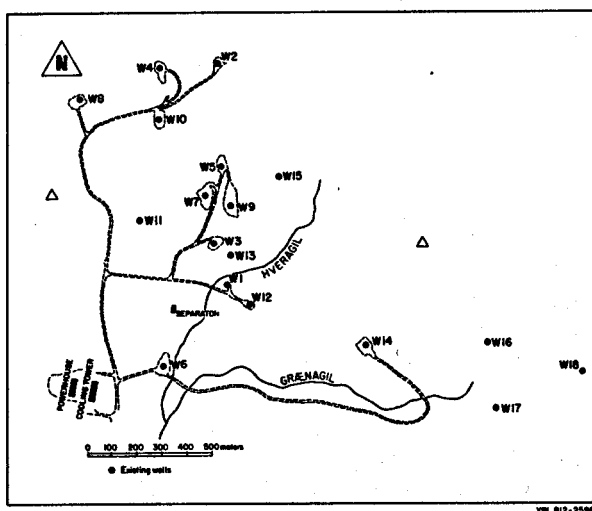 N
W4
W2
W8
W10
W5
W15
W7
W9
W11
W3
W13
HVERAGIL
W1
W12
SEPARATON
W14
W16
W18
W6
GRÆNAGIL
POWERHOUSE
COOLING TOWER
W17
0 100 200 300 400 500 meters
Existing wells